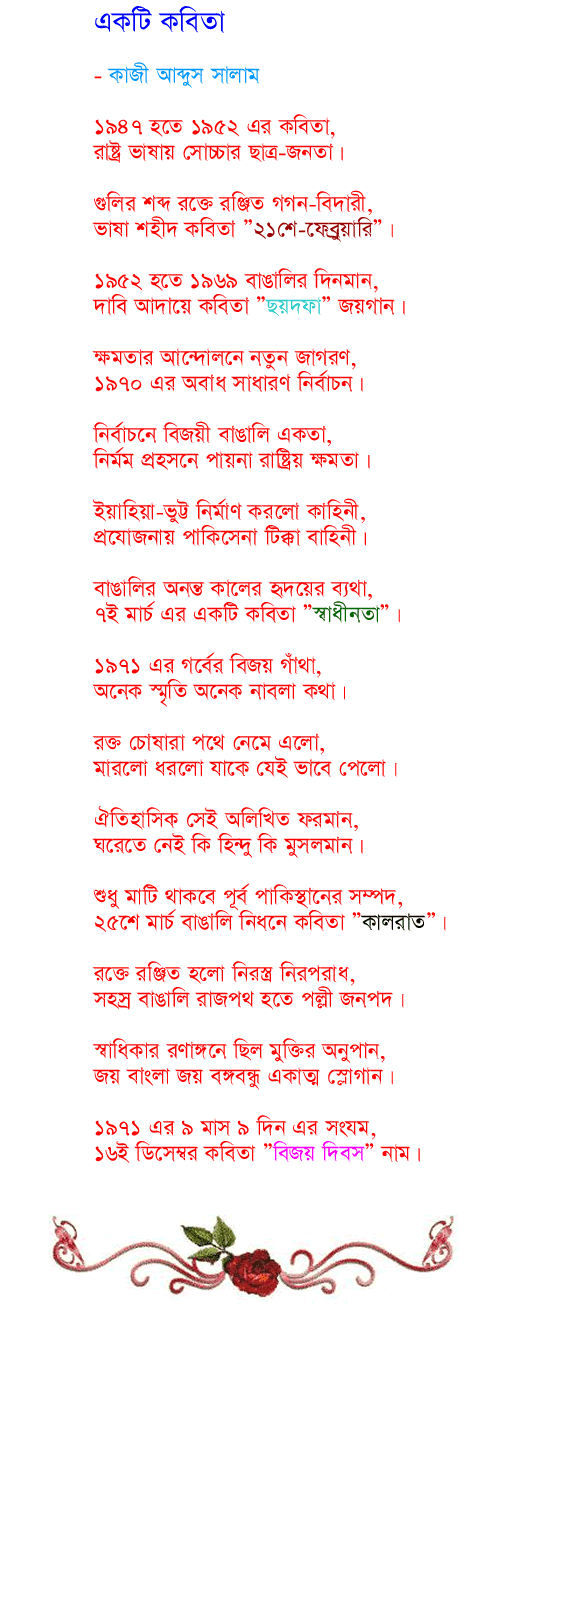 একটি কবিতা
- কাজী আব্দুস সালাম
১৯৪৭ হতে ১৯৫২ এর কবিতা,
রাষ্ট্র ভাষায় সোচ্চার ছাত্র-জনতা।
গুলির শব্দ রক্তে রঞ্জিত গগন-বিদারী,
ভাষা শহীদ কবিতা ”২১শে-ফেব্রুয়ারি”।
১৯৫২ হতে ১৯৬৯ বাঙালির দিনমান,
দাবি আদায়ে কবিতা ”ছয়দফা” জয়গান।
ক্ষমতার আন্দোলনে নতুন জাগরণ,
১৯৭০ এর অবাধ সাধারণ নির্বাচন।
নির্বাচনে বিজয়ী বাঙালি একতা,
নির্মম প্রহসনে পায়না রাষ্ট্রিয় ক্ষমতা।
ইয়াহিয়া-ভুট্ট নির্মাণ করলো কাহিনী,
প্রযোজনায় পাকিসেনা টিক্কা বাহিনী।
বাঙালির অনন্ত কালের হৃদয়ের ব্যথা,
৭ই মার্চ এর একটি কবিতা ”স্বাধীনতা”।
১৯৭১ এর গর্বের বিজয় গাঁথা,
অনেক স্মৃতি অনেক নাবলা কথা।
রক্ত চোষারা পথে নেমে এলো,
মারলো ধরলো যাকে যেই ভাবে পেলো।
ঐতিহাসিক সেই অলিখিত ফরমান,
ঘরেতে নেই কি হিন্দু কি মুসলমান।
শুধু মাটি থাকবে পূর্ব পাকিস্থানের সম্পদ,
২৫শে মার্চ বাঙালি নিধনে কবিতা ”কালরাত”।
রক্তে রঞ্জিত হলো নিরস্ত্র নিরপরাধ,
সহস্র বাঙালি রাজপথ হতে পল্লী জনপদ।
স্বাধিকার রণাঙ্গনে ছিল মুক্তির অনুপান,
জয় বাংলা জয় বঙ্গবন্ধু একাত্ম স্লোগান।
১৯৭১ এর ৯ মাস ৯ দিন এর সংযম,
১৬ই ডিসেম্বর কবিতা ”বিজয় দিবস” নাম।